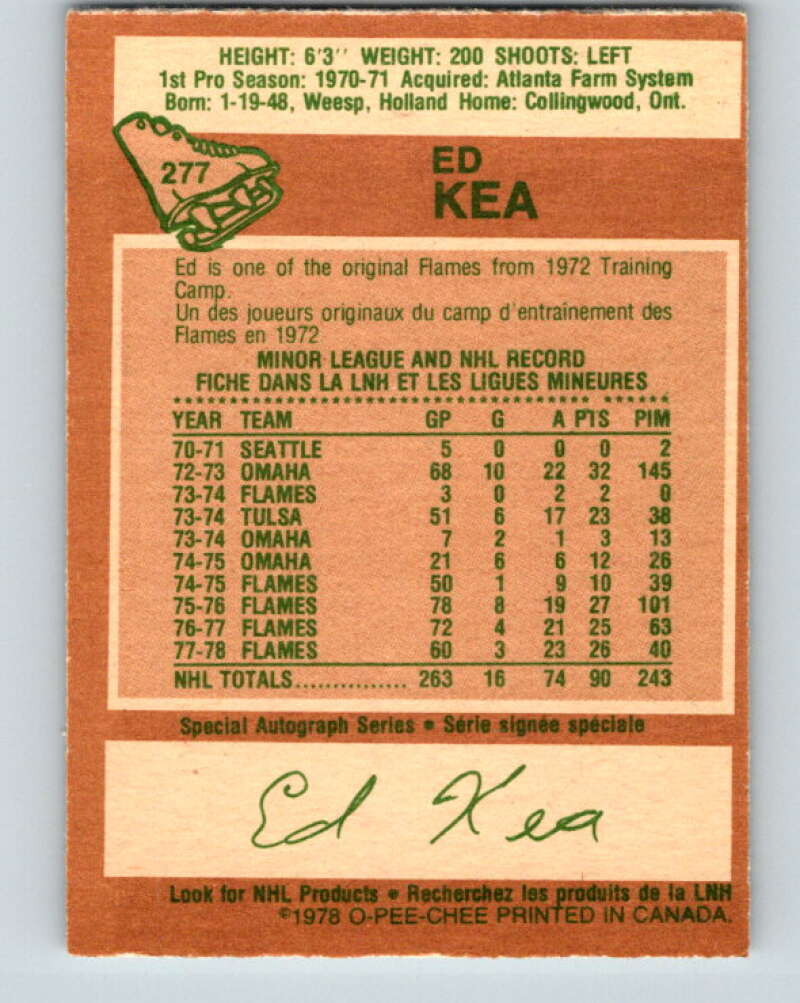 HEIGHT: 6'3'' WEIGHT: 200 SHOOTS: LEFT
1st Pro Season: 1970-71 Acquired: Atlanta Farm System
Born: 1-19-48, Weesp, Holland Home: Collingwood, Ont.
277
ED
KEA
Ed is one of the original Flames from 1972 Training
Camp.
Un des joueurs originaux du camp d'entraînement des
Flames en 1972
MINOR LEAGUE AND NHL RECORD
FICHE DANS LA LNH ET LES LIGUES MINEURES
YEAR TEAM GP G A PTS PIM
70-71 SEATTLE 5 0 0 0 2
72-73 OMAHA 68 10 22 32 145
73-74 FLAMES 3 0 2 2 0
73-74 TULSA 51 6 17 23 38
73-74 OMAHA 7 2 1 3 13
74-75 OMAHA 21 6 6 12 26
74-75 FLAMES 50 1 9 10 39
75-76 FLAMES 78 8 19 27 101
76-77 FLAMES 72 4 21 25 63
77-78 FLAMES 60 3 23 26 40
NHL TOTALS............... 263 16 74 90 243
Special Autograph Series • Série signée spéciale
Ed Kea
Look for NHL Products • Recherchez les produits de la LNH
©1978 O-PEE-CHEE PRINTED IN CANADA.